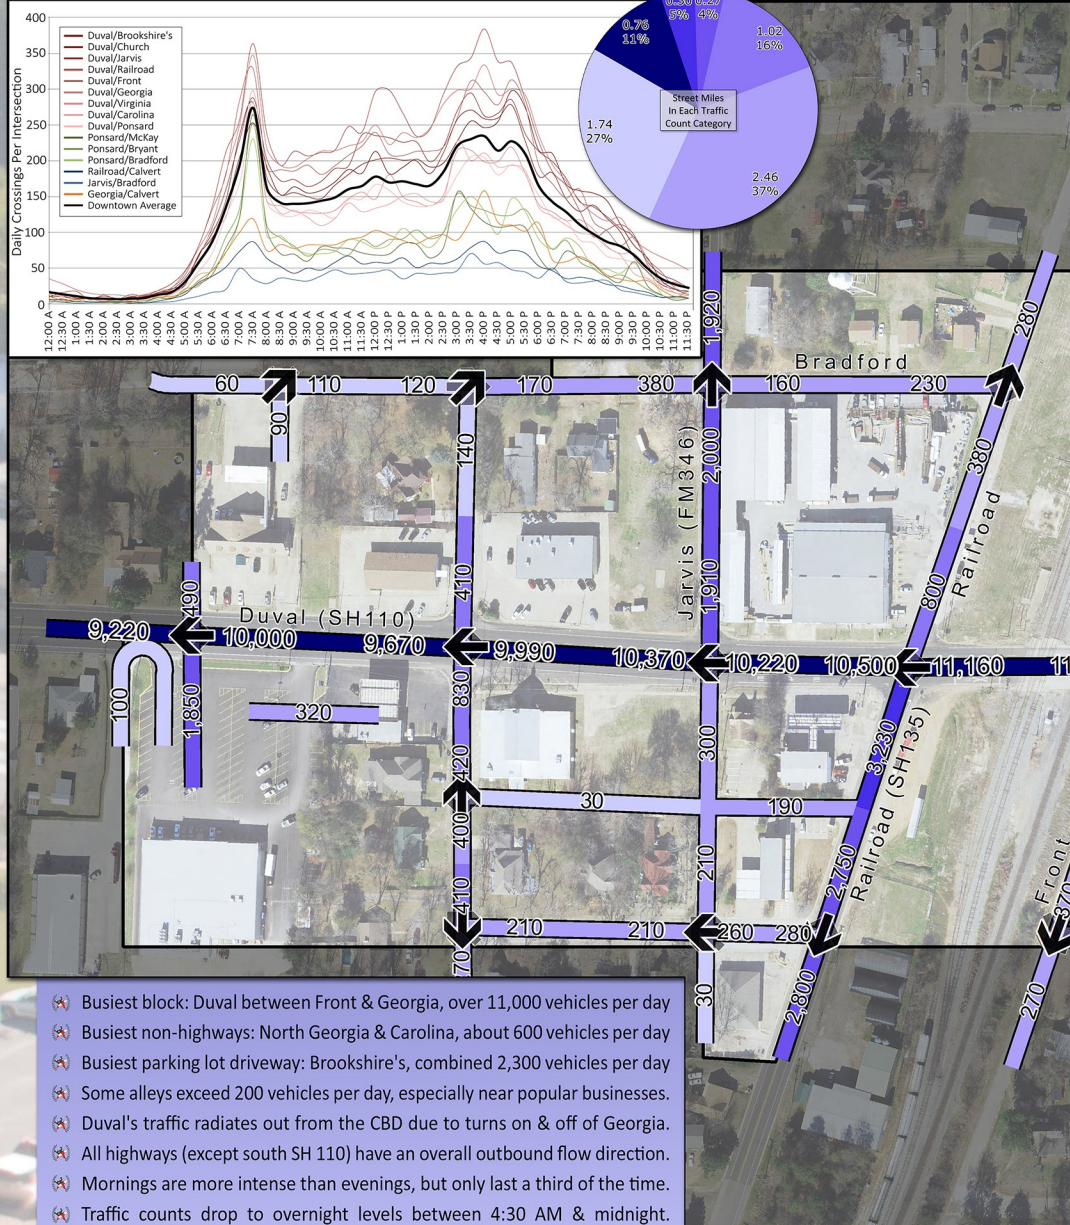 400
350
300
250
200
150
100
50
0
Daily Crossings Per Intersection
Duval/Brookshire's
Duval/Church
Duval/Jarvis
Duval/Railroad
Duval/Front
Duval/Georgia
Duval/Virginia
Duval/Carolina
Duval/Ponsard
Ponsard/McKay
Ponsard/Bryant
Ponsard/Bradford
Railroad/Calvert
Jarvis/Bradford
Georgia/Calvert
Downtown Average
12:00 A
12:30 A
1:30 A
2:00 A
2:30 A
3:00 A
3:30 A
4:00 A
4:30 A
5:00 A
5:30 A
6:00 A
6:30 A
7:00 A
7:30 A
8:00 A
8:30 A
9:00 A
9:30 A
10:00 A
10:30 A
11:00 A
11:30 A
12:00 P
12:30 P
1:00 P
1:30 P
2:00 P
2:30 P
3:00 P
3:30 P
4:00 P
4:30 P
5:00 P
5:30 P
6:00 P
6:30 P
7:00 P
7:30 P
8:00 P
8:30 P
9:00 P
9:30 P
10:00 P
10:30 P
11:00 P
11:30 P
0.76
11%
5%
4%
1.02
16%
1.74
27%
2.46
37%
Street Miles
In Each Traffic
Count Category
1,920
280
Bradford
60
110
120
170
380
160
230
90
140
2,000
380
Jarvis (FM346)
Railroad
490
410
1,910
800
Duval (SH110)
9,220
10,000
9,670
9,990
10,370
10,220
10,500
11,160
11
100
1,850
320
830
300
3,230
Railroad (SH135)
420
30
190
400
210
2,750
410
Front
370
210
210
260
280
70
30
2,800
270
Busiest block: Duval between Front & Georgia, over 11,000 vehicles per day
Busiest non-highways: North Georgia & Carolina, about 600 vehicles per day
Busiest parking lot driveway: Brookshire's, combined 2,300 vehicles per day
Some alleys exceed 200 vehicles per day, especially near popular businesses.
Duval's traffic radiates out from the CBD due to turns on & off of Georgia.
All highways (except south SH 110) have an overall outbound flow direction.
Mornings are more intense than evenings, but only last a third of the time.
Traffic counts drop to overnight levels between 4:30 AM & midnight.